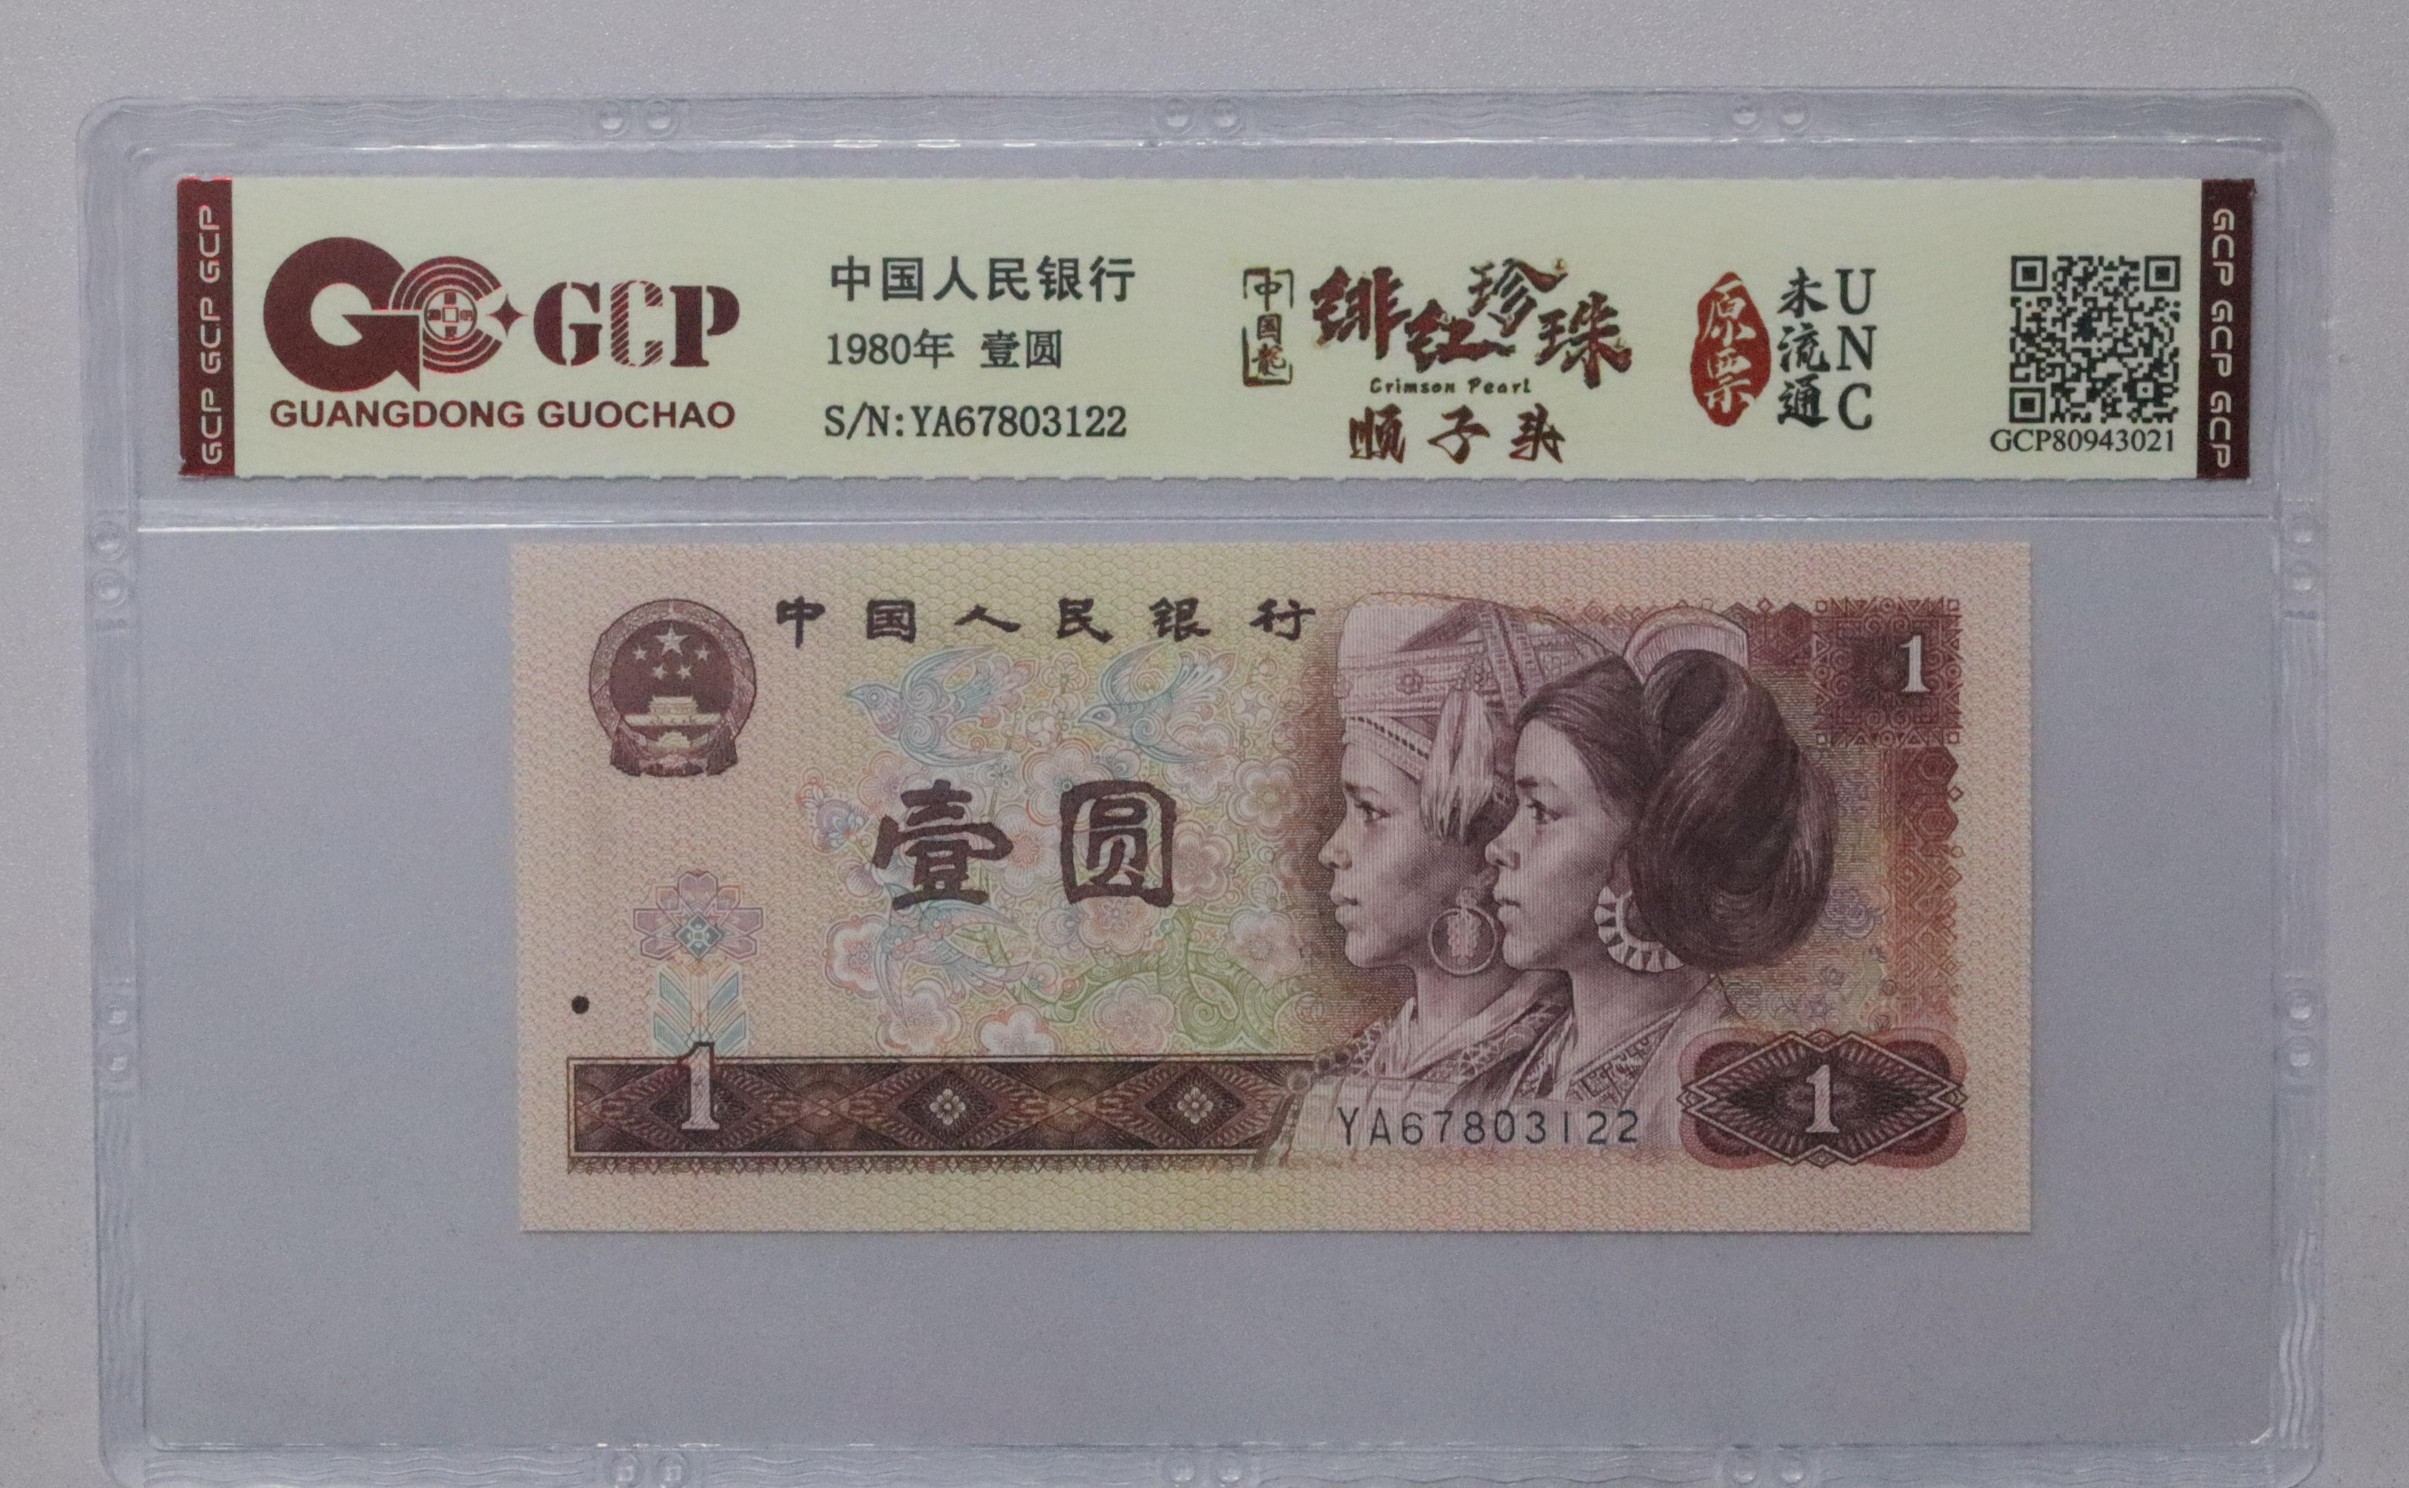 GCP GCP GCP
GCP
GUANGDONG GUOCHAO
中国人民银行
1980年 壹圆
S/N:YA67803122
中国龍
绯红珍珠
Crimson Pearl
顺子头
原票
未流通
UNC
GCP80943021
GCP GCP GCP
中国人民银行
1
壹圆
1
YA67803122
1